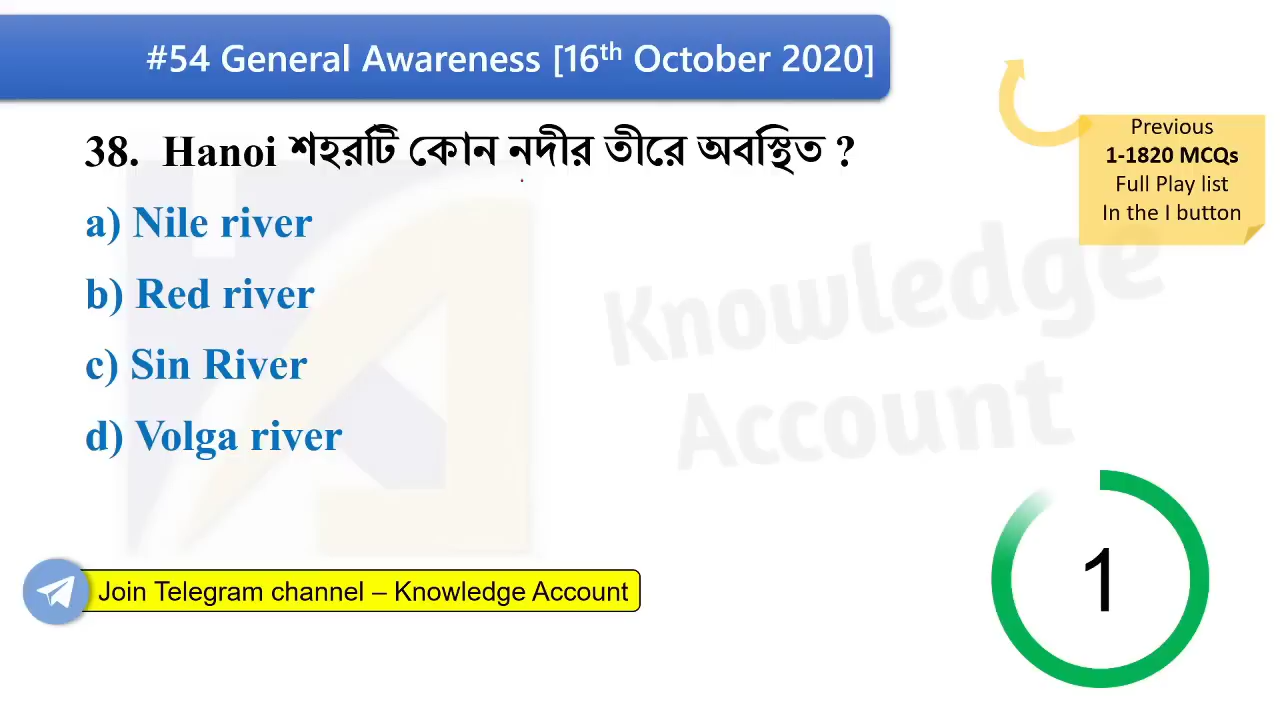 #54 General Awareness [16th October 2020]
Previous
1-1820 MCQs
Full Play list
In the I button
38. Hanoi শহরটি কোন নদীর তীরে অবস্থিত ?
a) Nile river
b) Red river
c) Sin River
d) Volga river
Knowledge
Account
1
Join Telegram channel – Knowledge Account